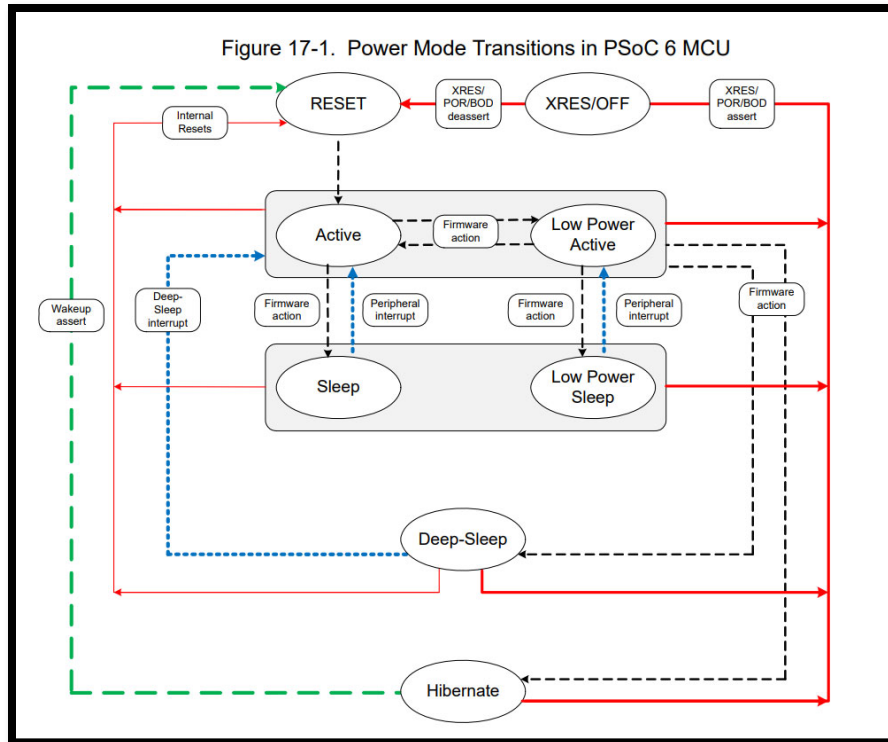 Figure 17-1. Power Mode Transitions in PSoC 6 MCU
RESET
XRES/
POR/BOD
deassert
XRES/OFF
XRES/
POR/BOD
assert
Internal
Resets
Active
Firmware
action
Low Power
Active
Wakeup
assert
Deep-
Sleep
interrupt
Firmware
action
Peripheral
interrupt
Firmware
action
Peripheral
interrupt
Firmware
action
Sleep
Low Power
Sleep
Deep-Sleep
Hibernate